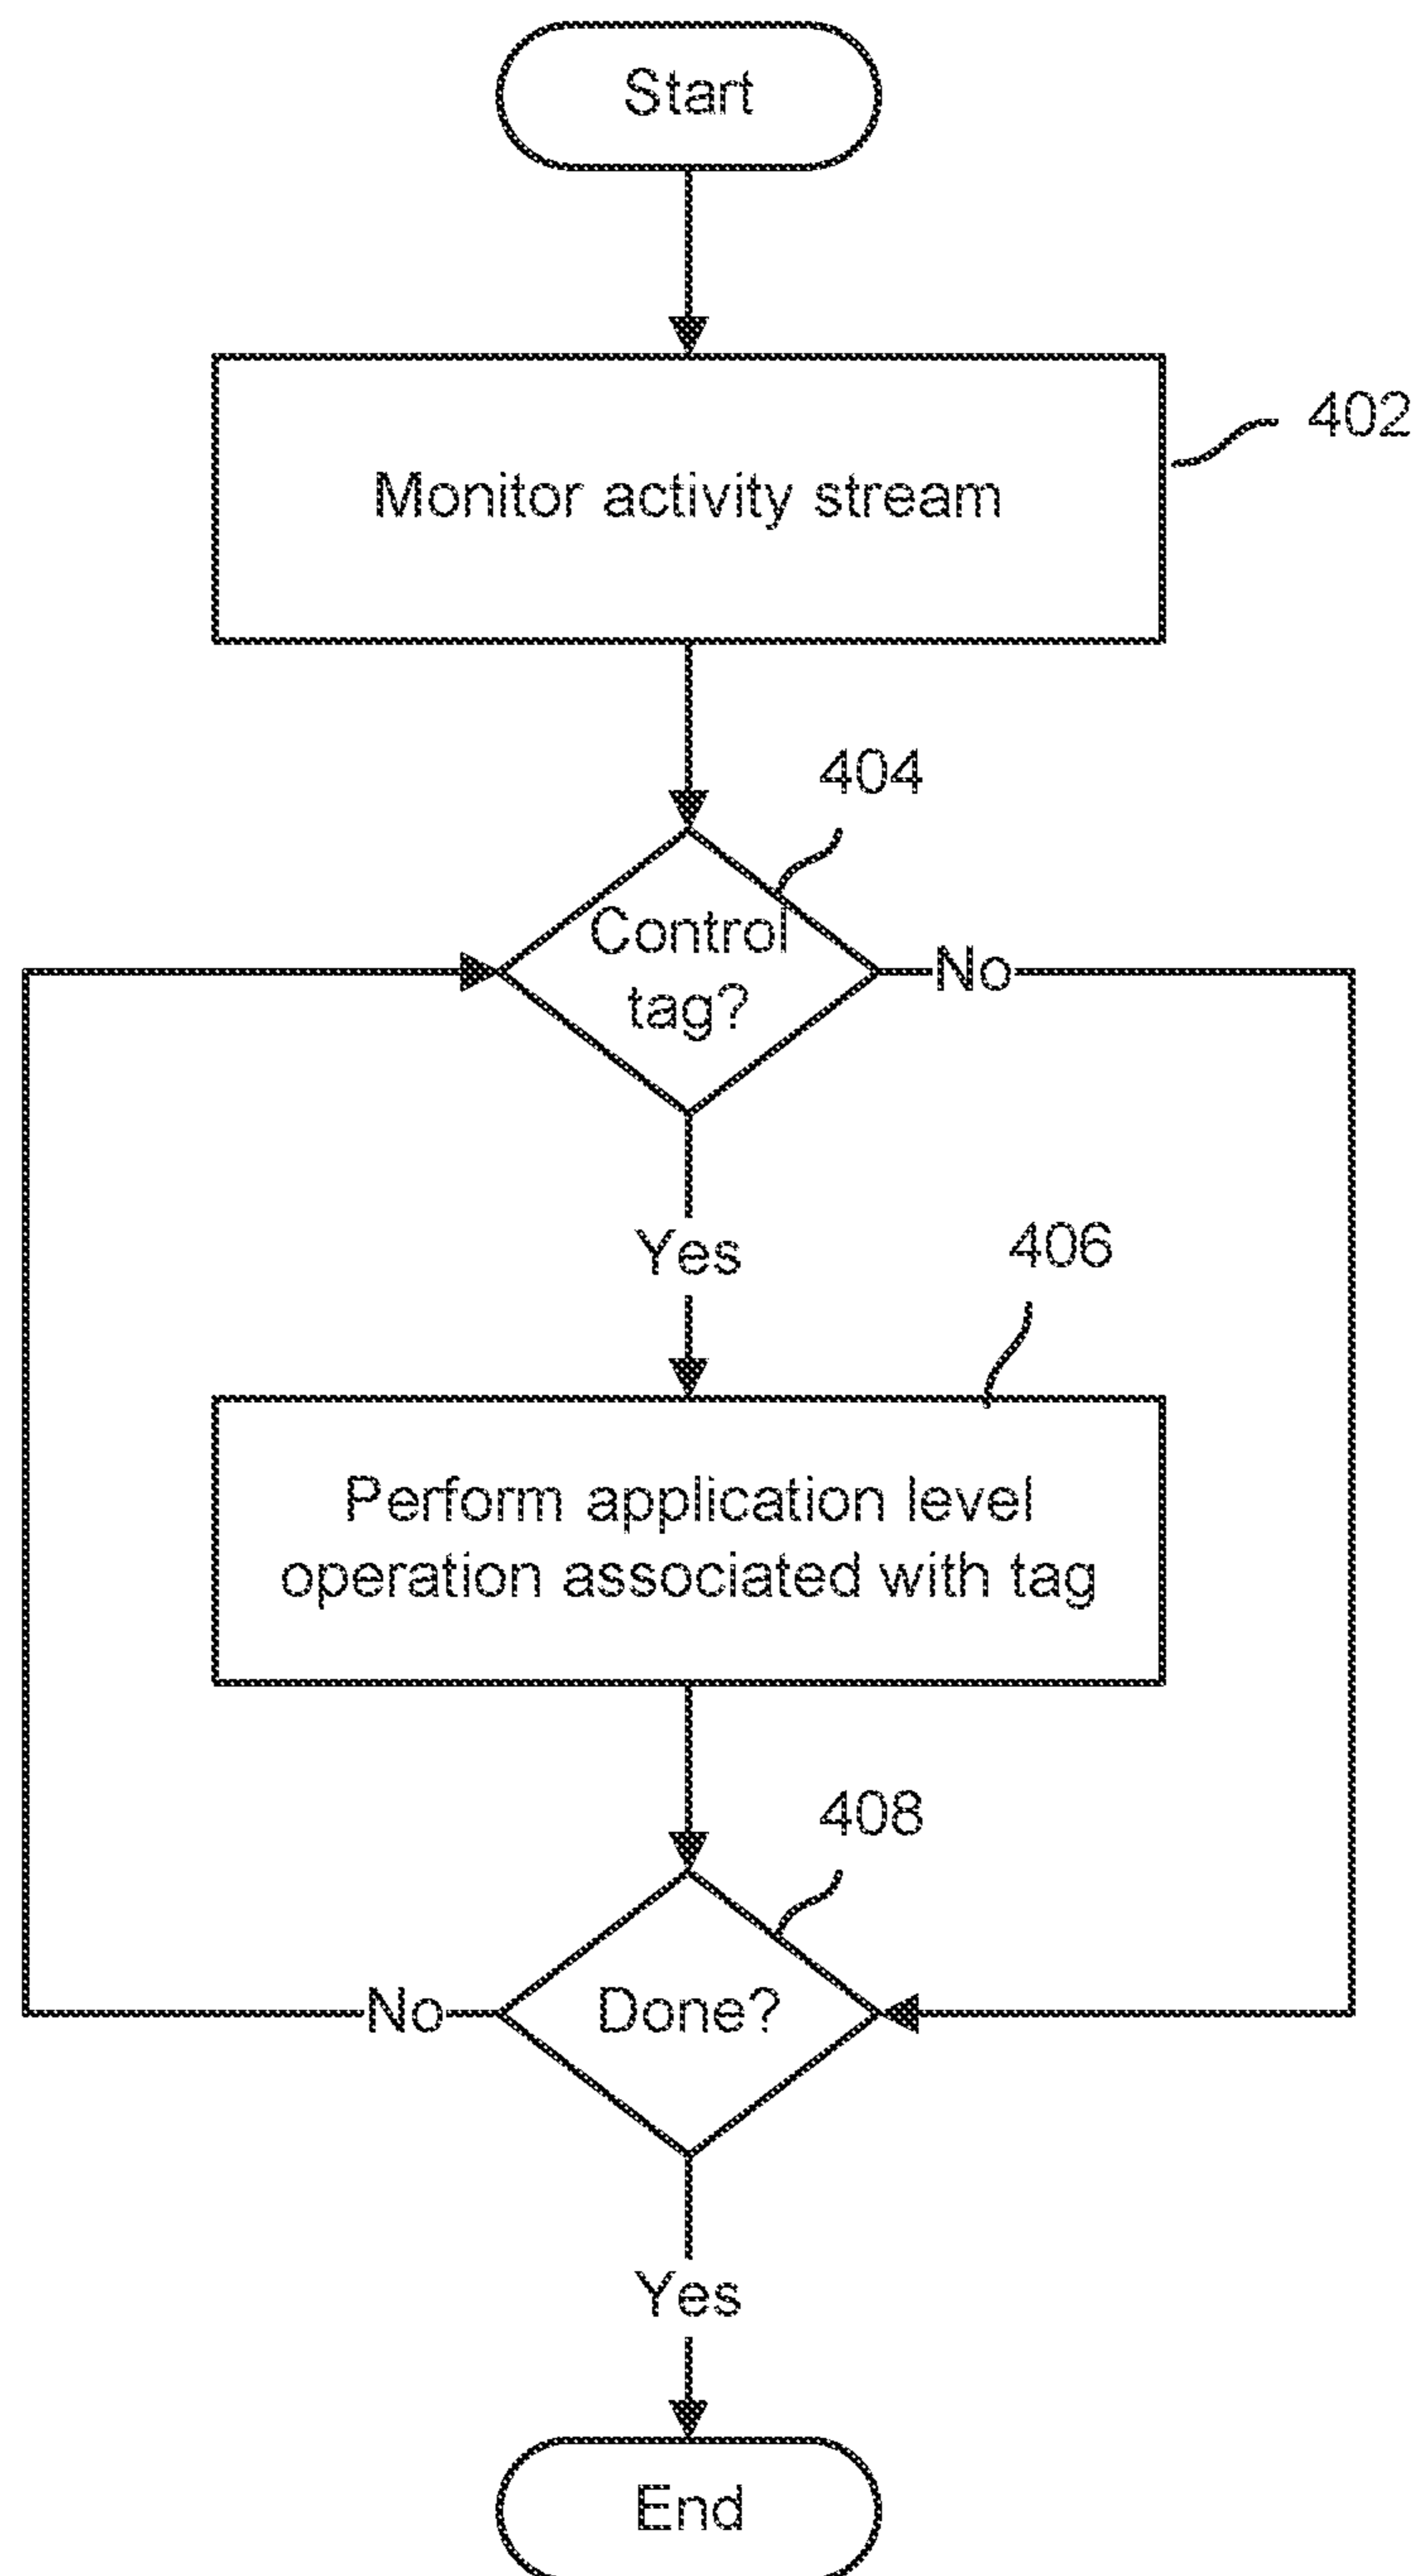 Start
Monitor activity stream
402
404
Control
tag?
No
Yes
406
Perform application level
operation associated with tag
408
Done?
No
Yes
End